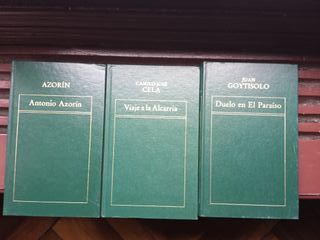 AZORÍN
Antonio Azorín
CAMILO JOSÉ
CELA
Viaje a la Alcarria
JUAN
GOYTISOLO
Duelo en El Paraíso